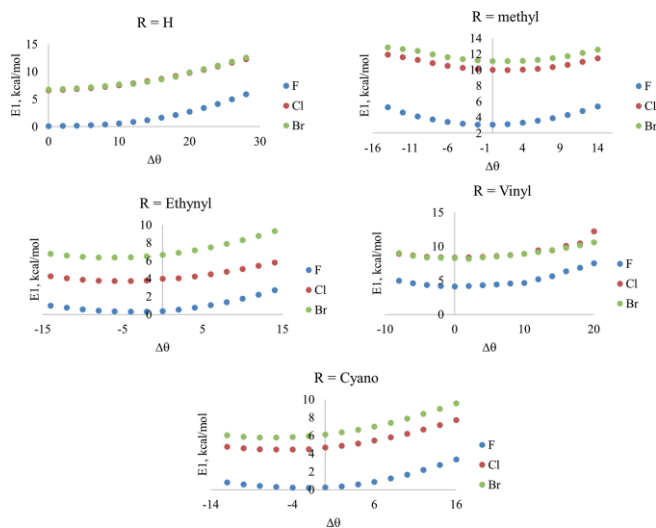 R = H
15
10
5
0
E1, kcal/mol
0 10 20 30
Δθ
F
Cl
Br
R = methyl
14
12
10
8
6
4
2
E1, kcal/mol
-16 -11 -6 -1 4 9 14
Δθ
F
Cl
Br
R = Ethynyl
10
8
6
4
2
0
E1, kcal/mol
-15 -5 5 15
Δθ
F
Cl
Br
R = Vinyl
15
10
5
0
E1, kcal/mol
-10 0 10 20
Δθ
F
Cl
Br
R = Cyano
10
8
6
4
2
0
E1, kcal/mol
-14 -4 6 16
Δθ
F
Cl
Br